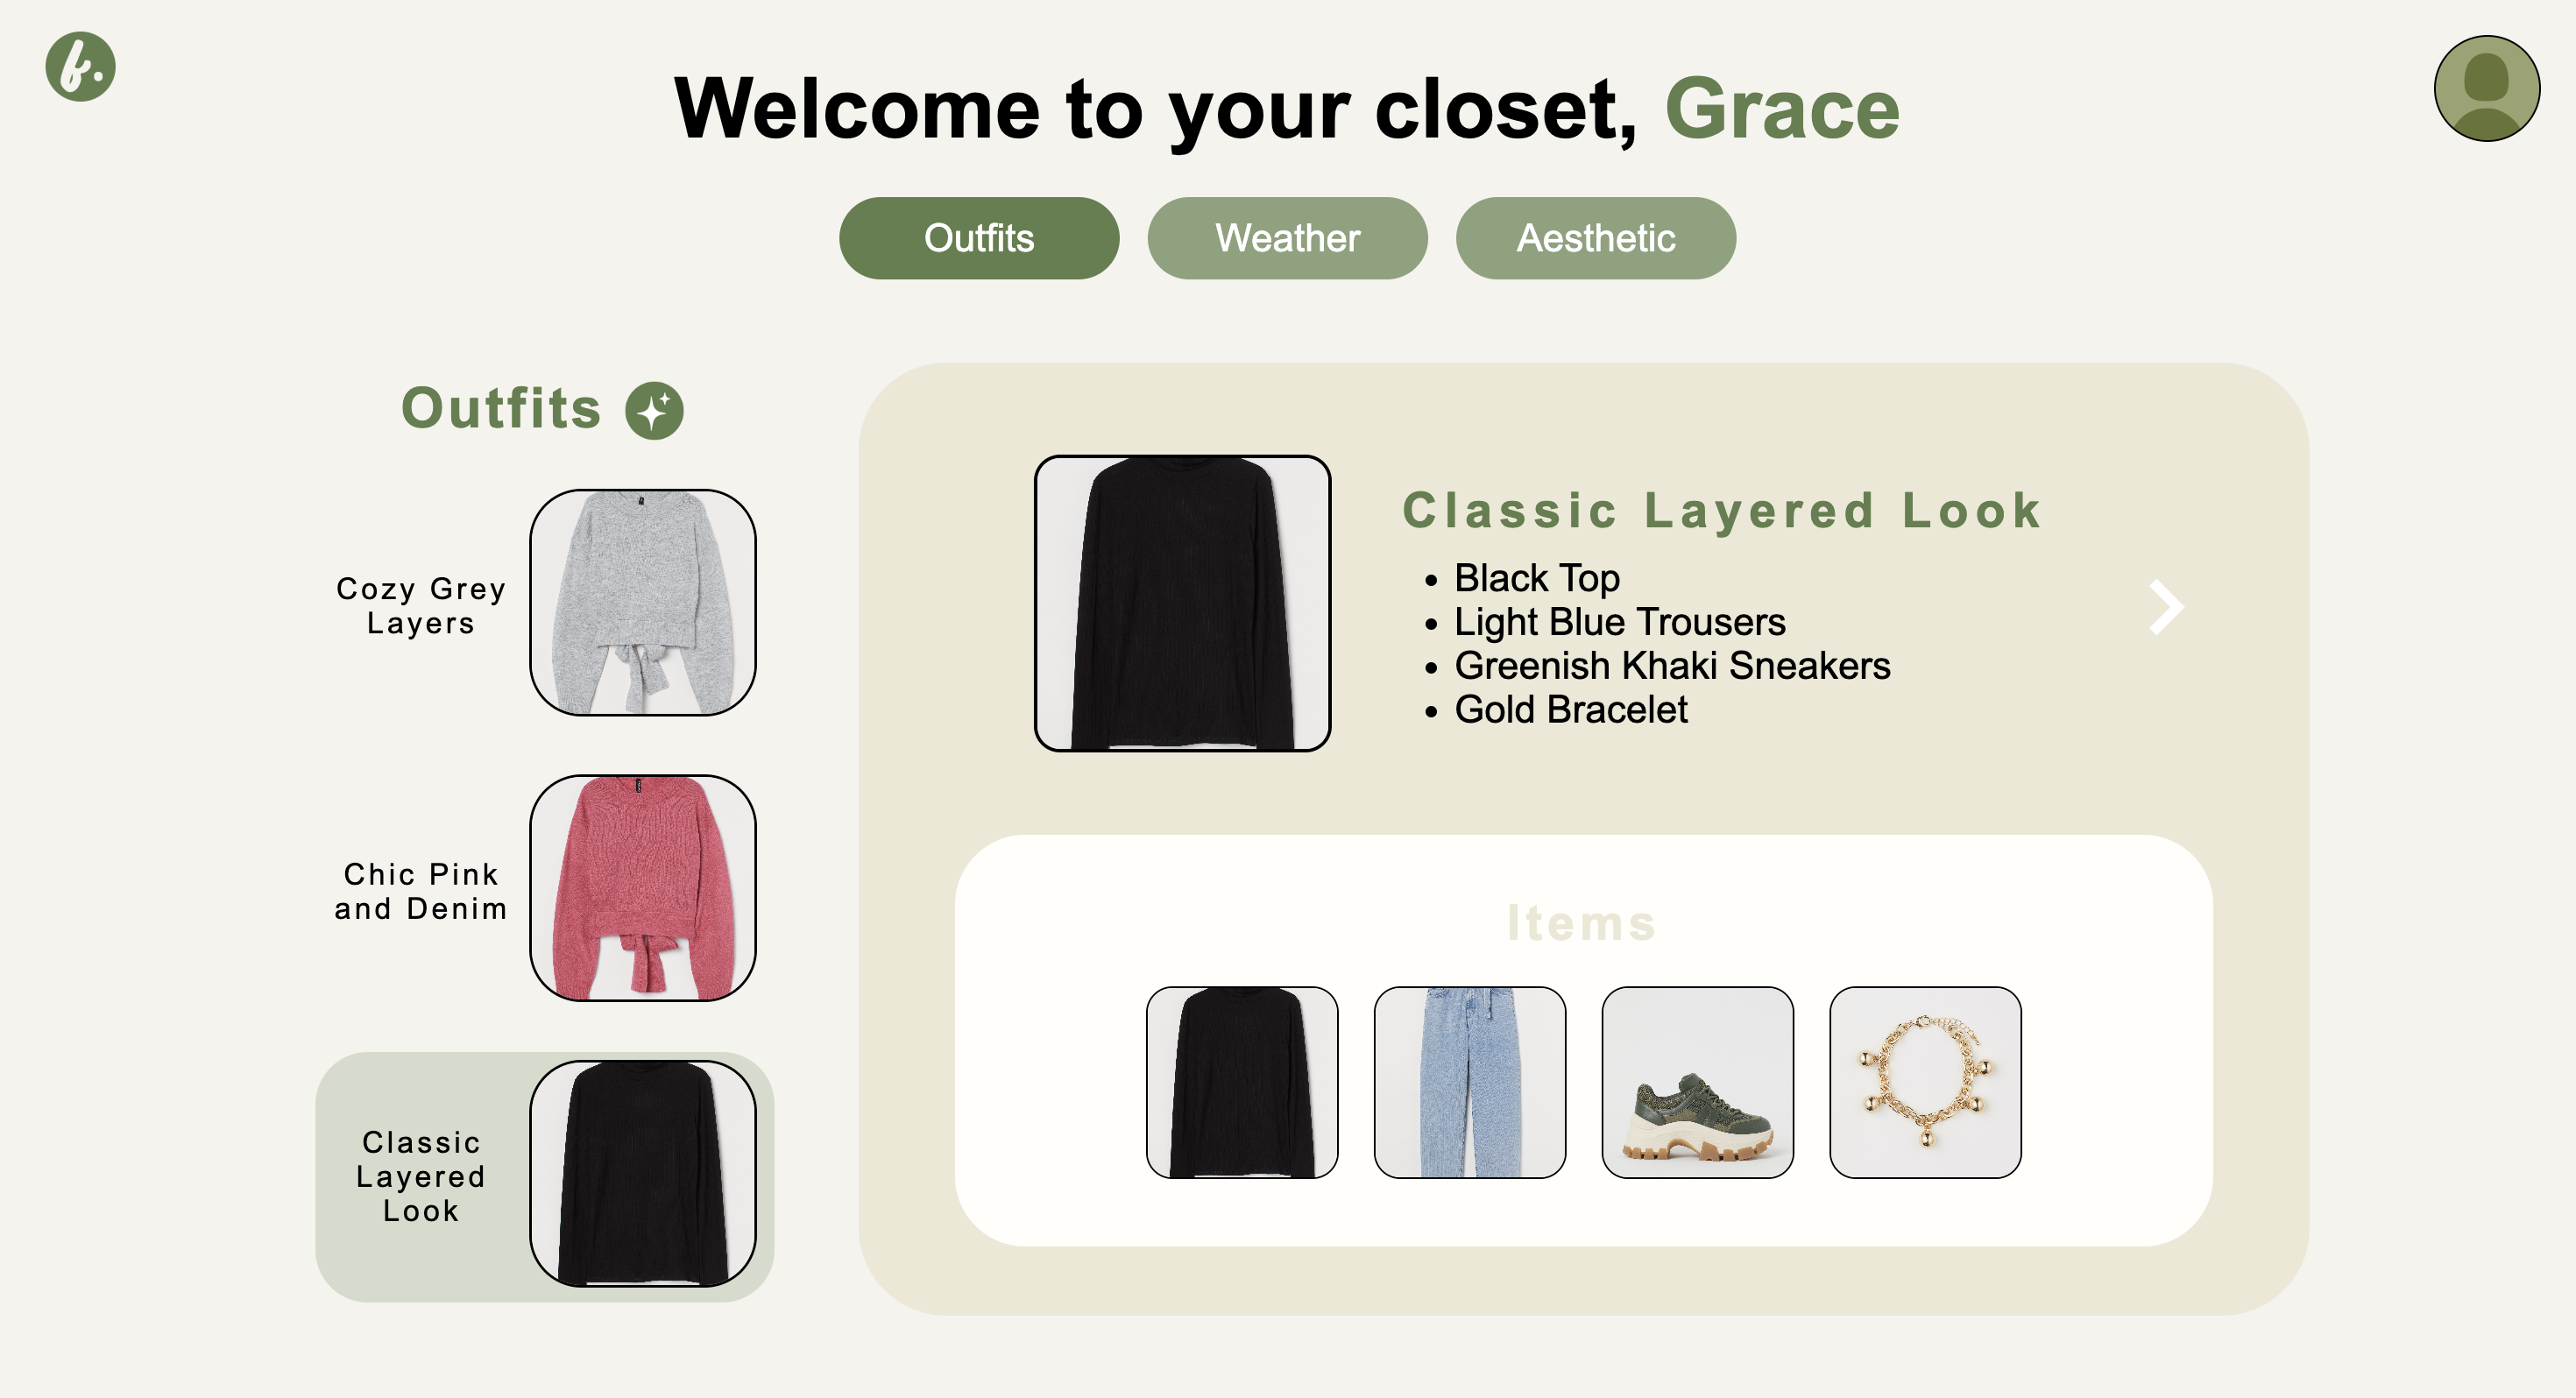 f.
Welcome to your closet, Grace
Outfits
Weather
Aesthetic
Outfits
Cozy Grey
Layers
Chic Pink
and Denim
Classic
Layered
Look
Classic Layered Look
Black Top
Light Blue Trousers
Greenish Khaki Sneakers
Gold Bracelet
Items